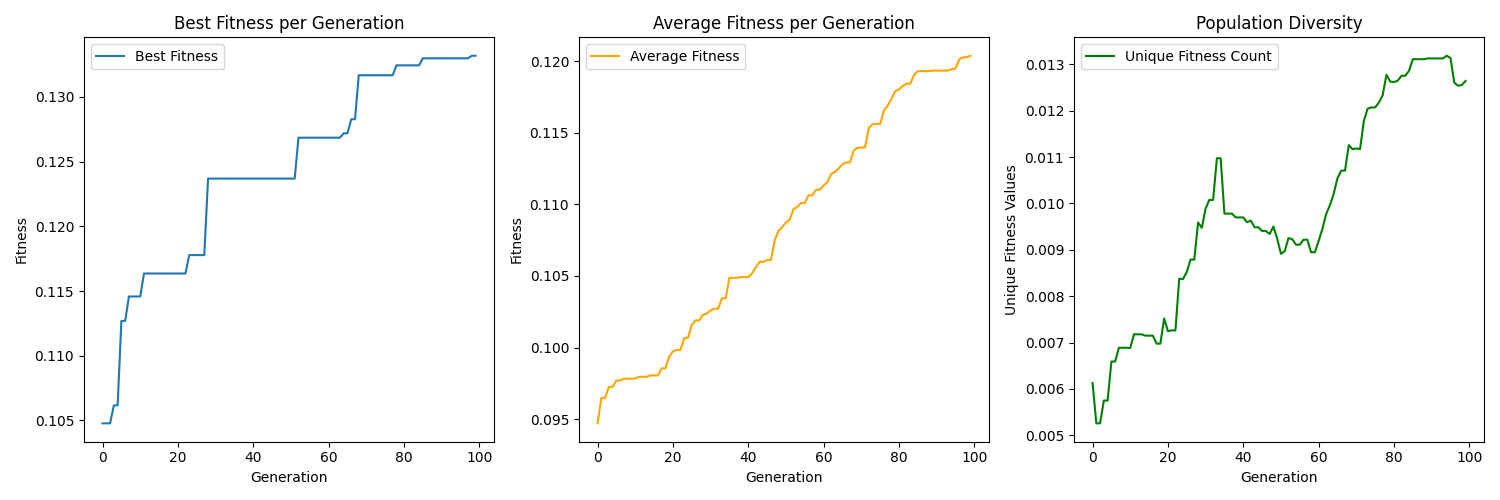 Best Fitness per Generation
Best Fitness
0.130
0.125
0.120
0.115
0.110
0.105
Fitness
0 20 40 60 80 100
Generation
Average Fitness per Generation
Average Fitness
0.120
0.115
0.110
0.105
0.100
0.095
Fitness
0 20 40 60 80 100
Generation
Population Diversity
Unique Fitness Count
0.013
0.012
0.011
0.010
0.009
0.008
0.007
0.006
0.005
Unique Fitness Values
0 20 40 60 80 100
Generation